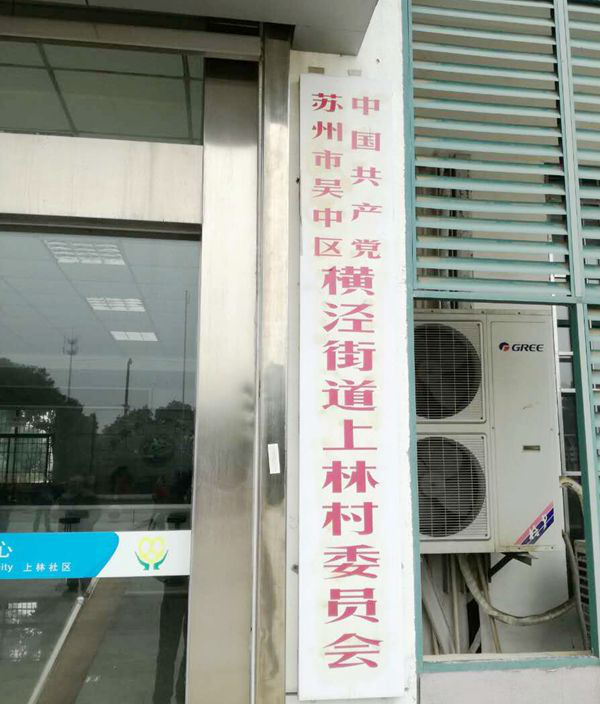 中国共产党
苏州市吴中区
横泾街道上林村委员会
GREE
心
ity 上林社区